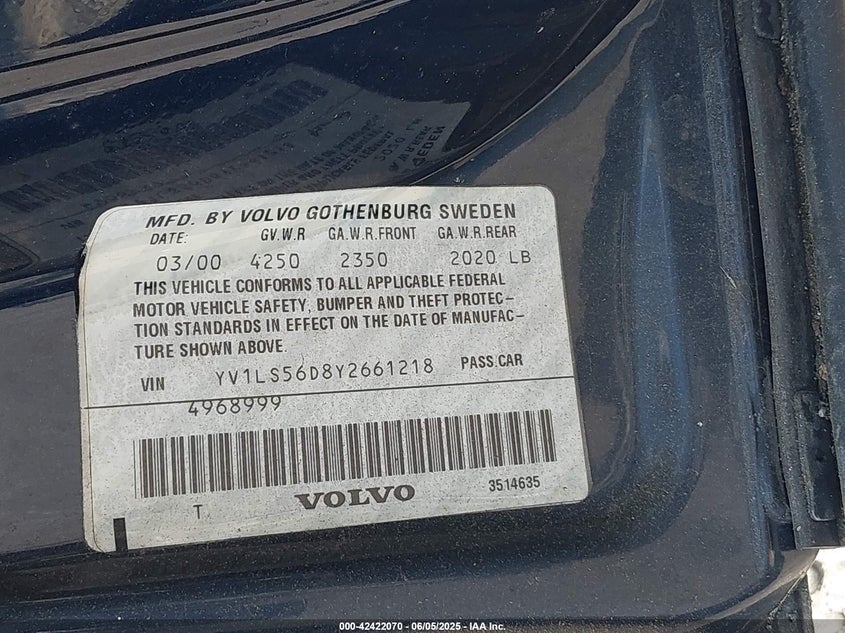 MFD. BY VOLVO GOTHENBURG SWEDEN
DATE: GV.W.R GA.W.R.FRONT GA.W.R.REAR
03/00 4250 2350 2020 LB
THIS VEHICLE CONFORMS TO ALL APPLICABLE FEDERAL
MOTOR VEHICLE SAFETY, BUMPER AND THEFT PROTEC-
TION STANDARDS IN EFFECT ON THE DATE OF MANUFAC-
TURE SHOWN ABOVE.
VIN YV1LS56D8Y2661218 PASS.CAR
4968999
T VOLVO 3514635
000-42422070 - 06/05/2025 - IAA Inc.